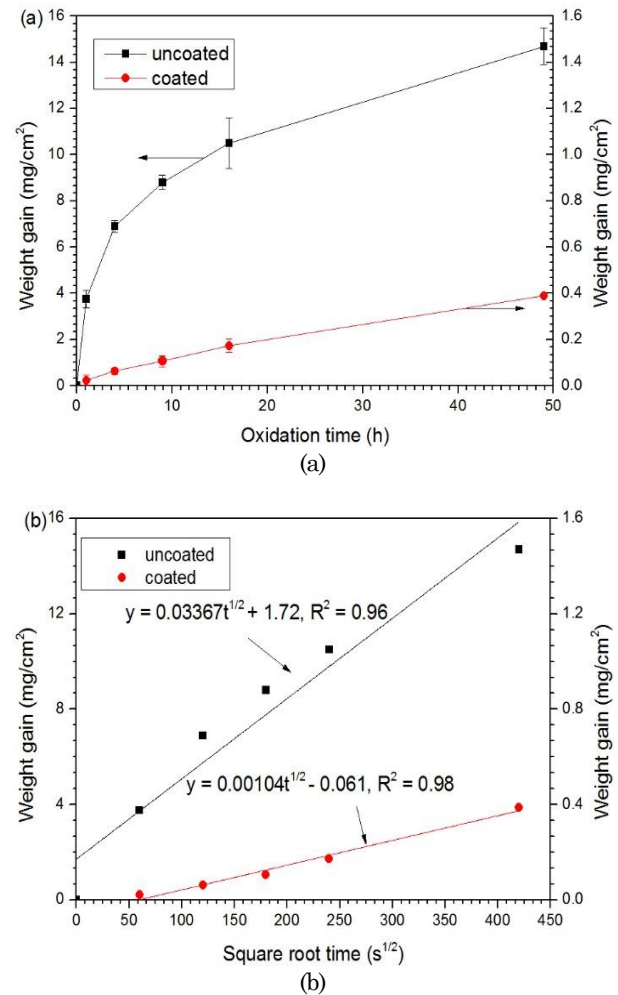 (a)
16
14
12
10
8
6
4
2
0
Weight gain (mg/cm²)
uncoated
coated
1.6
1.4
1.2
1.0
0.8
0.6
0.4
0.2
0.0
Weight gain (mg/cm²)
0 10 20 30 40 50
Oxidation time (h)
(a)
(b)
16
12
8
4
0
Weight gain (mg/cm²)
uncoated
coated
y = 0.03367t^1/2 + 1.72, R² = 0.96
y = 0.00104t^1/2 - 0.061, R² = 0.98
1.6
1.2
0.8
0.4
0.0
Weight gain (mg/cm²)
0 50 100 150 200 250 300 350 400 450
Square root time (s^1/2)
(b)